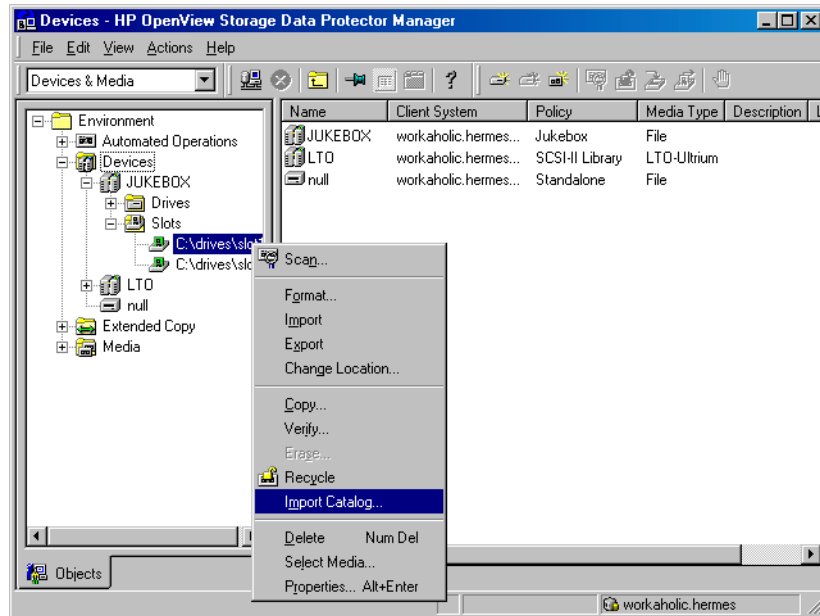 Devices - HP OpenView Storage Data Protector Manager
File Edit View Actions Help
Devices & Media
Environment
Automated Operations
Devices
JUKEBOX
Drives
Slots
C:\drives\slot
C:\drives\slo
LTO
null
Extended Copy
Media
Objects
Name Client System Policy Media Type Description
JUKEBOX workaholic.hermes... Jukebox File
LTO workaholic.hermes... SCSI-II Library LTO-Ultrium
null workaholic.hermes... Standalone File
Scan...
Format...
Import
Export
Change Location...
Copy...
Verify...
Erase...
Recycle
Import Catalog...
Delete Num Del
Select Media...
Properties... Alt+Enter
workaholic.hermes